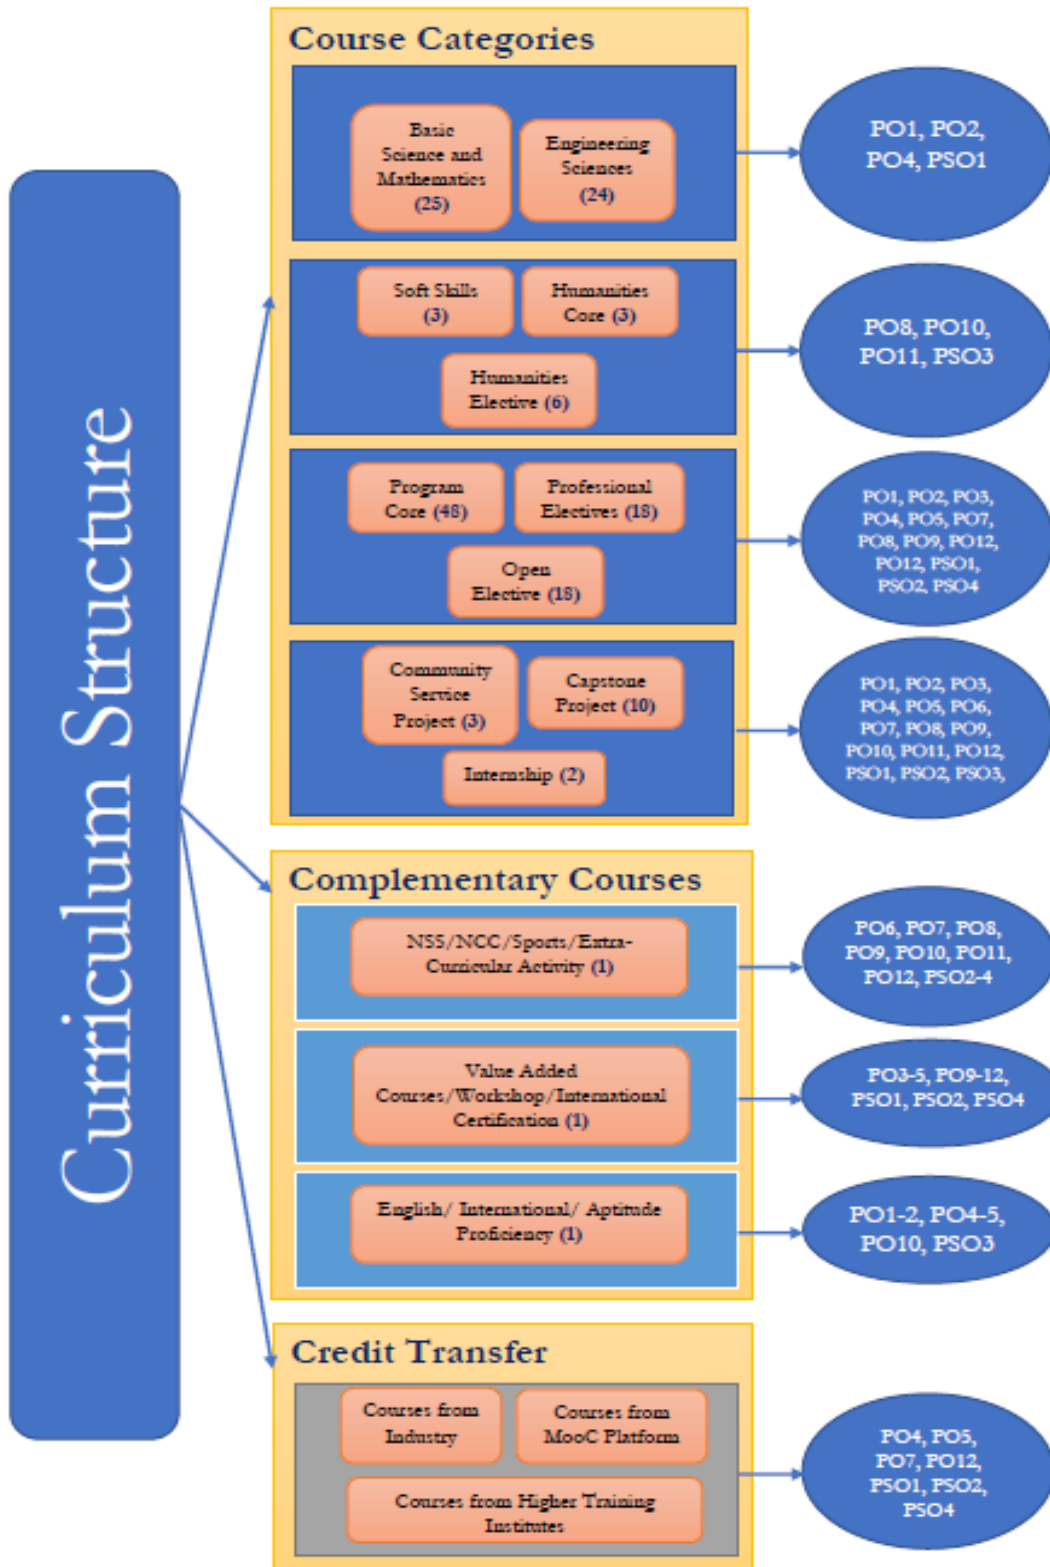 Curriculum Structure
Course Categories
Basic
Science and
Mathematics
(25)
Engineering
Sciences
(24)
PO1, PO2,
PO4, PSO1
Soft Skills
(3)
Humanities
Core (3)
Humanities
Elective (6)
PO8, PO10,
PO11, PSO3
Program
Core (48)
Professional
Electives (18)
Open
Elective (18)
PO1, PO2, PO3,
PO4, PO5, PO7,
PO8, PO9, PO12,
PO12, PSO1,
PSO2, PSO4
Community
Service
Project (3)
Capstone
Project (10)
Internship (2)
PO1, PO2, PO3,
PO4, PO5, PO6,
PO7, PO8, PO9,
PO10, PO11, PO12,
PSO1, PSO2, PSO3,
Complementary Courses
NSS/NCC/Sports/Extra-
Curricular Activity (1)
PO6, PO7, PO8,
PO9, PO10, PO11,
PO12, PSO2-4
Value Added
Courses/Workshop/International
Certification (1)
PO3-5, PO9-12,
PSO1, PSO2, PSO4
English/ International/ Aptitude
Proficiency (1)
PO1-2, PO4-5,
PO10, PSO3
Credit Transfer
Courses from
Industry
Courses from
MooC Platform
Courses from Higher Training
Institutes
PO4, PO5,
PO7, PO12,
PSO1, PSO2,
PSO4